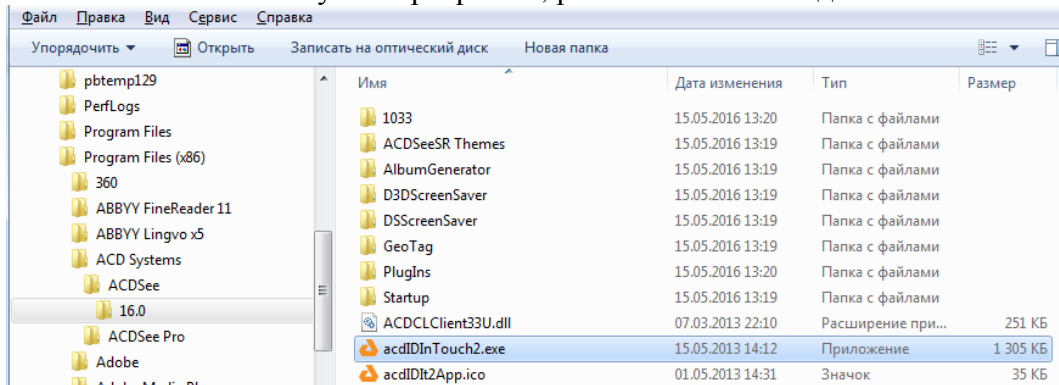 Файл Правка Вид Сервис Справка
Упорядочить Открыть Записать на оптический диск Новая папка
pbtemp129
PerfLogs
Program Files
Program Files (x86)
360
ABBYY FineReader 11
ABBYY Lingvo x5
ACD Systems
ACDSee
16.0
ACDSee Pro
Adobe
Имя Дата изменения Тип Размер
1033 15.05.2016 13:20 Папка с файлами
ACDSeeSR Themes 15.05.2016 13:19 Папка с файлами
AlbumGenerator 15.05.2016 13:19 Папка с файлами
D3DScreenSaver 15.05.2016 13:19 Папка с файлами
DSScreenSaver 15.05.2016 13:19 Папка с файлами
GeoTag 15.05.2016 13:19 Папка с файлами
PlugIns 15.05.2016 13:20 Папка с файлами
Startup 15.05.2016 13:19 Папка с файлами
ACDCLClient33U.dll 07.03.2013 22:10 Расширение при... 251 КБ
acdIDInTouch2.exe 15.05.2013 14:12 Приложение 1 305 КБ
acdIDIt2App.ico 01.05.2013 14:31 Значок 35 КБ